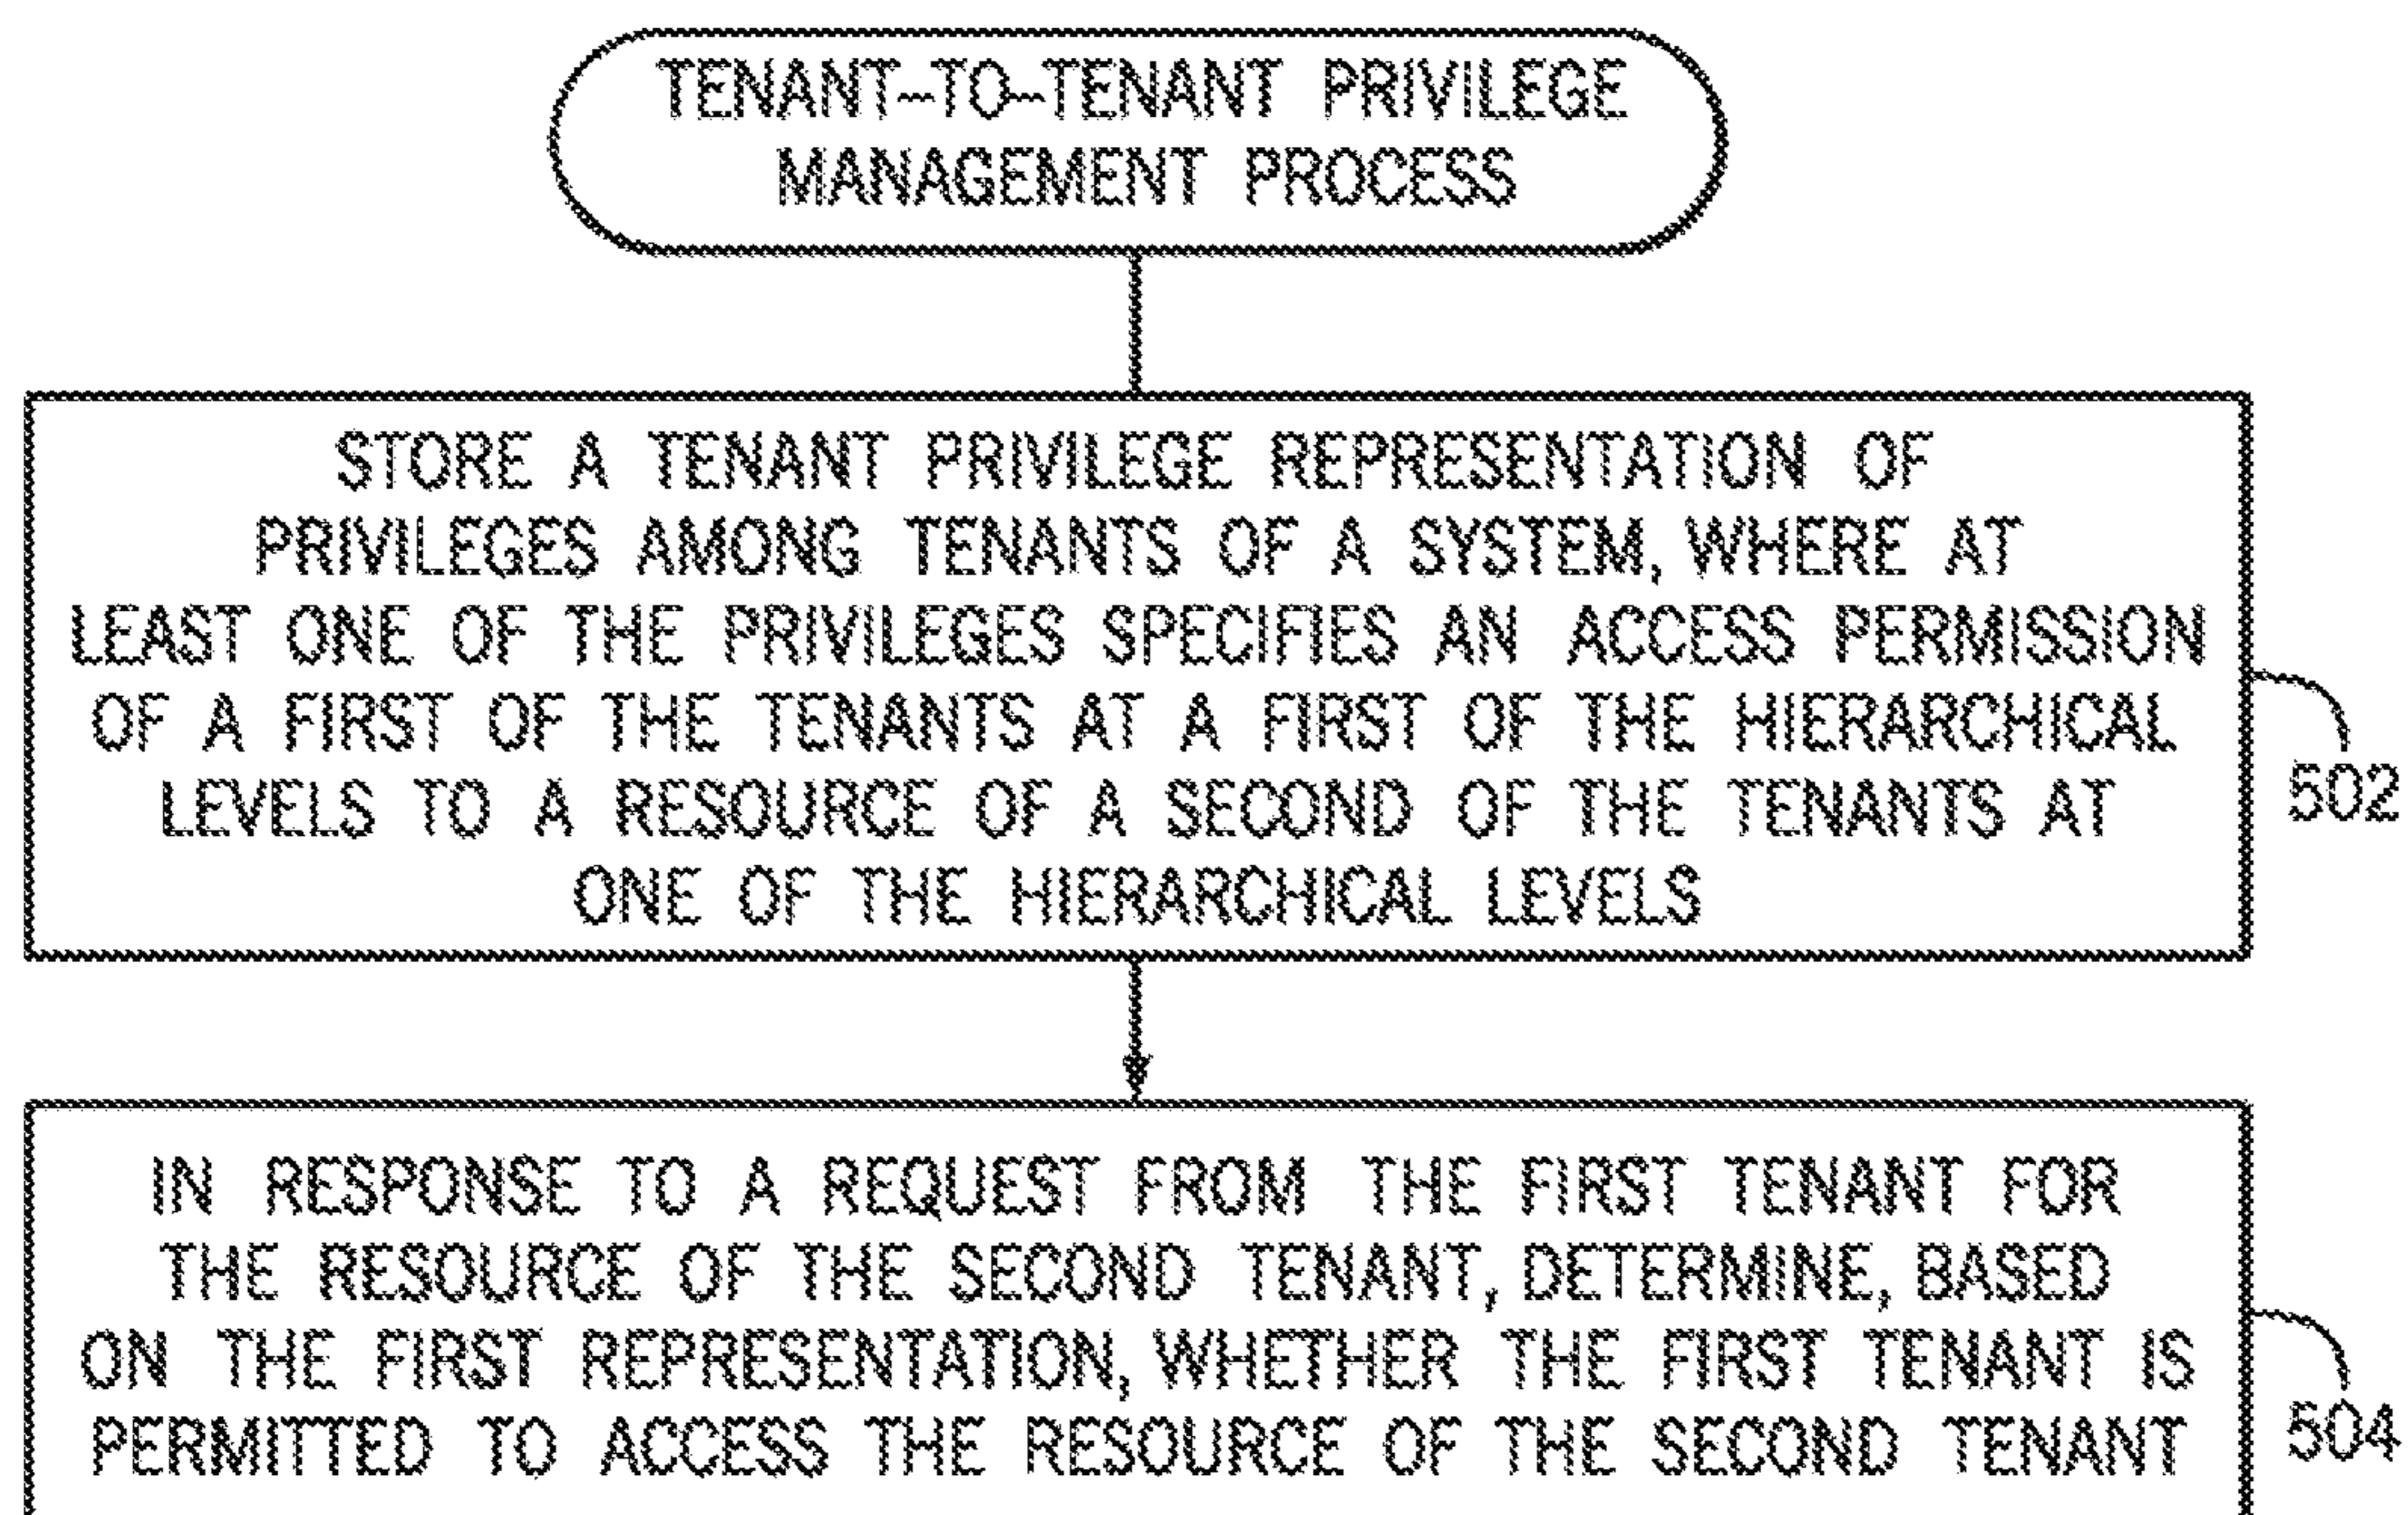 TENANT-TO-TENANT PRIVILEGE
MANAGEMENT PROCESS
STORE A TENANT PRIVILEGE REPRESENTATION OF
PRIVILEGES AMONG TENANTS OF A SYSTEM, WHERE AT
LEAST ONE OF THE PRIVILEGES SPECIFIES AN ACCESS PERMISSION
OF A FIRST OF THE TENANTS AT A FIRST OF THE HIERARCHICAL
LEVELS TO A RESOURCE OF A SECOND OF THE TENANTS AT
ONE OF THE HIERARCHICAL LEVELS
502
IN RESPONSE TO A REQUEST FROM THE FIRST TENANT FOR
THE RESOURCE OF THE SECOND TENANT, DETERMINE, BASED
ON THE FIRST REPRESENTATION, WHETHER THE FIRST TENANT IS
PERMITTED TO ACCESS THE RESOURCE OF THE SECOND TENANT
504